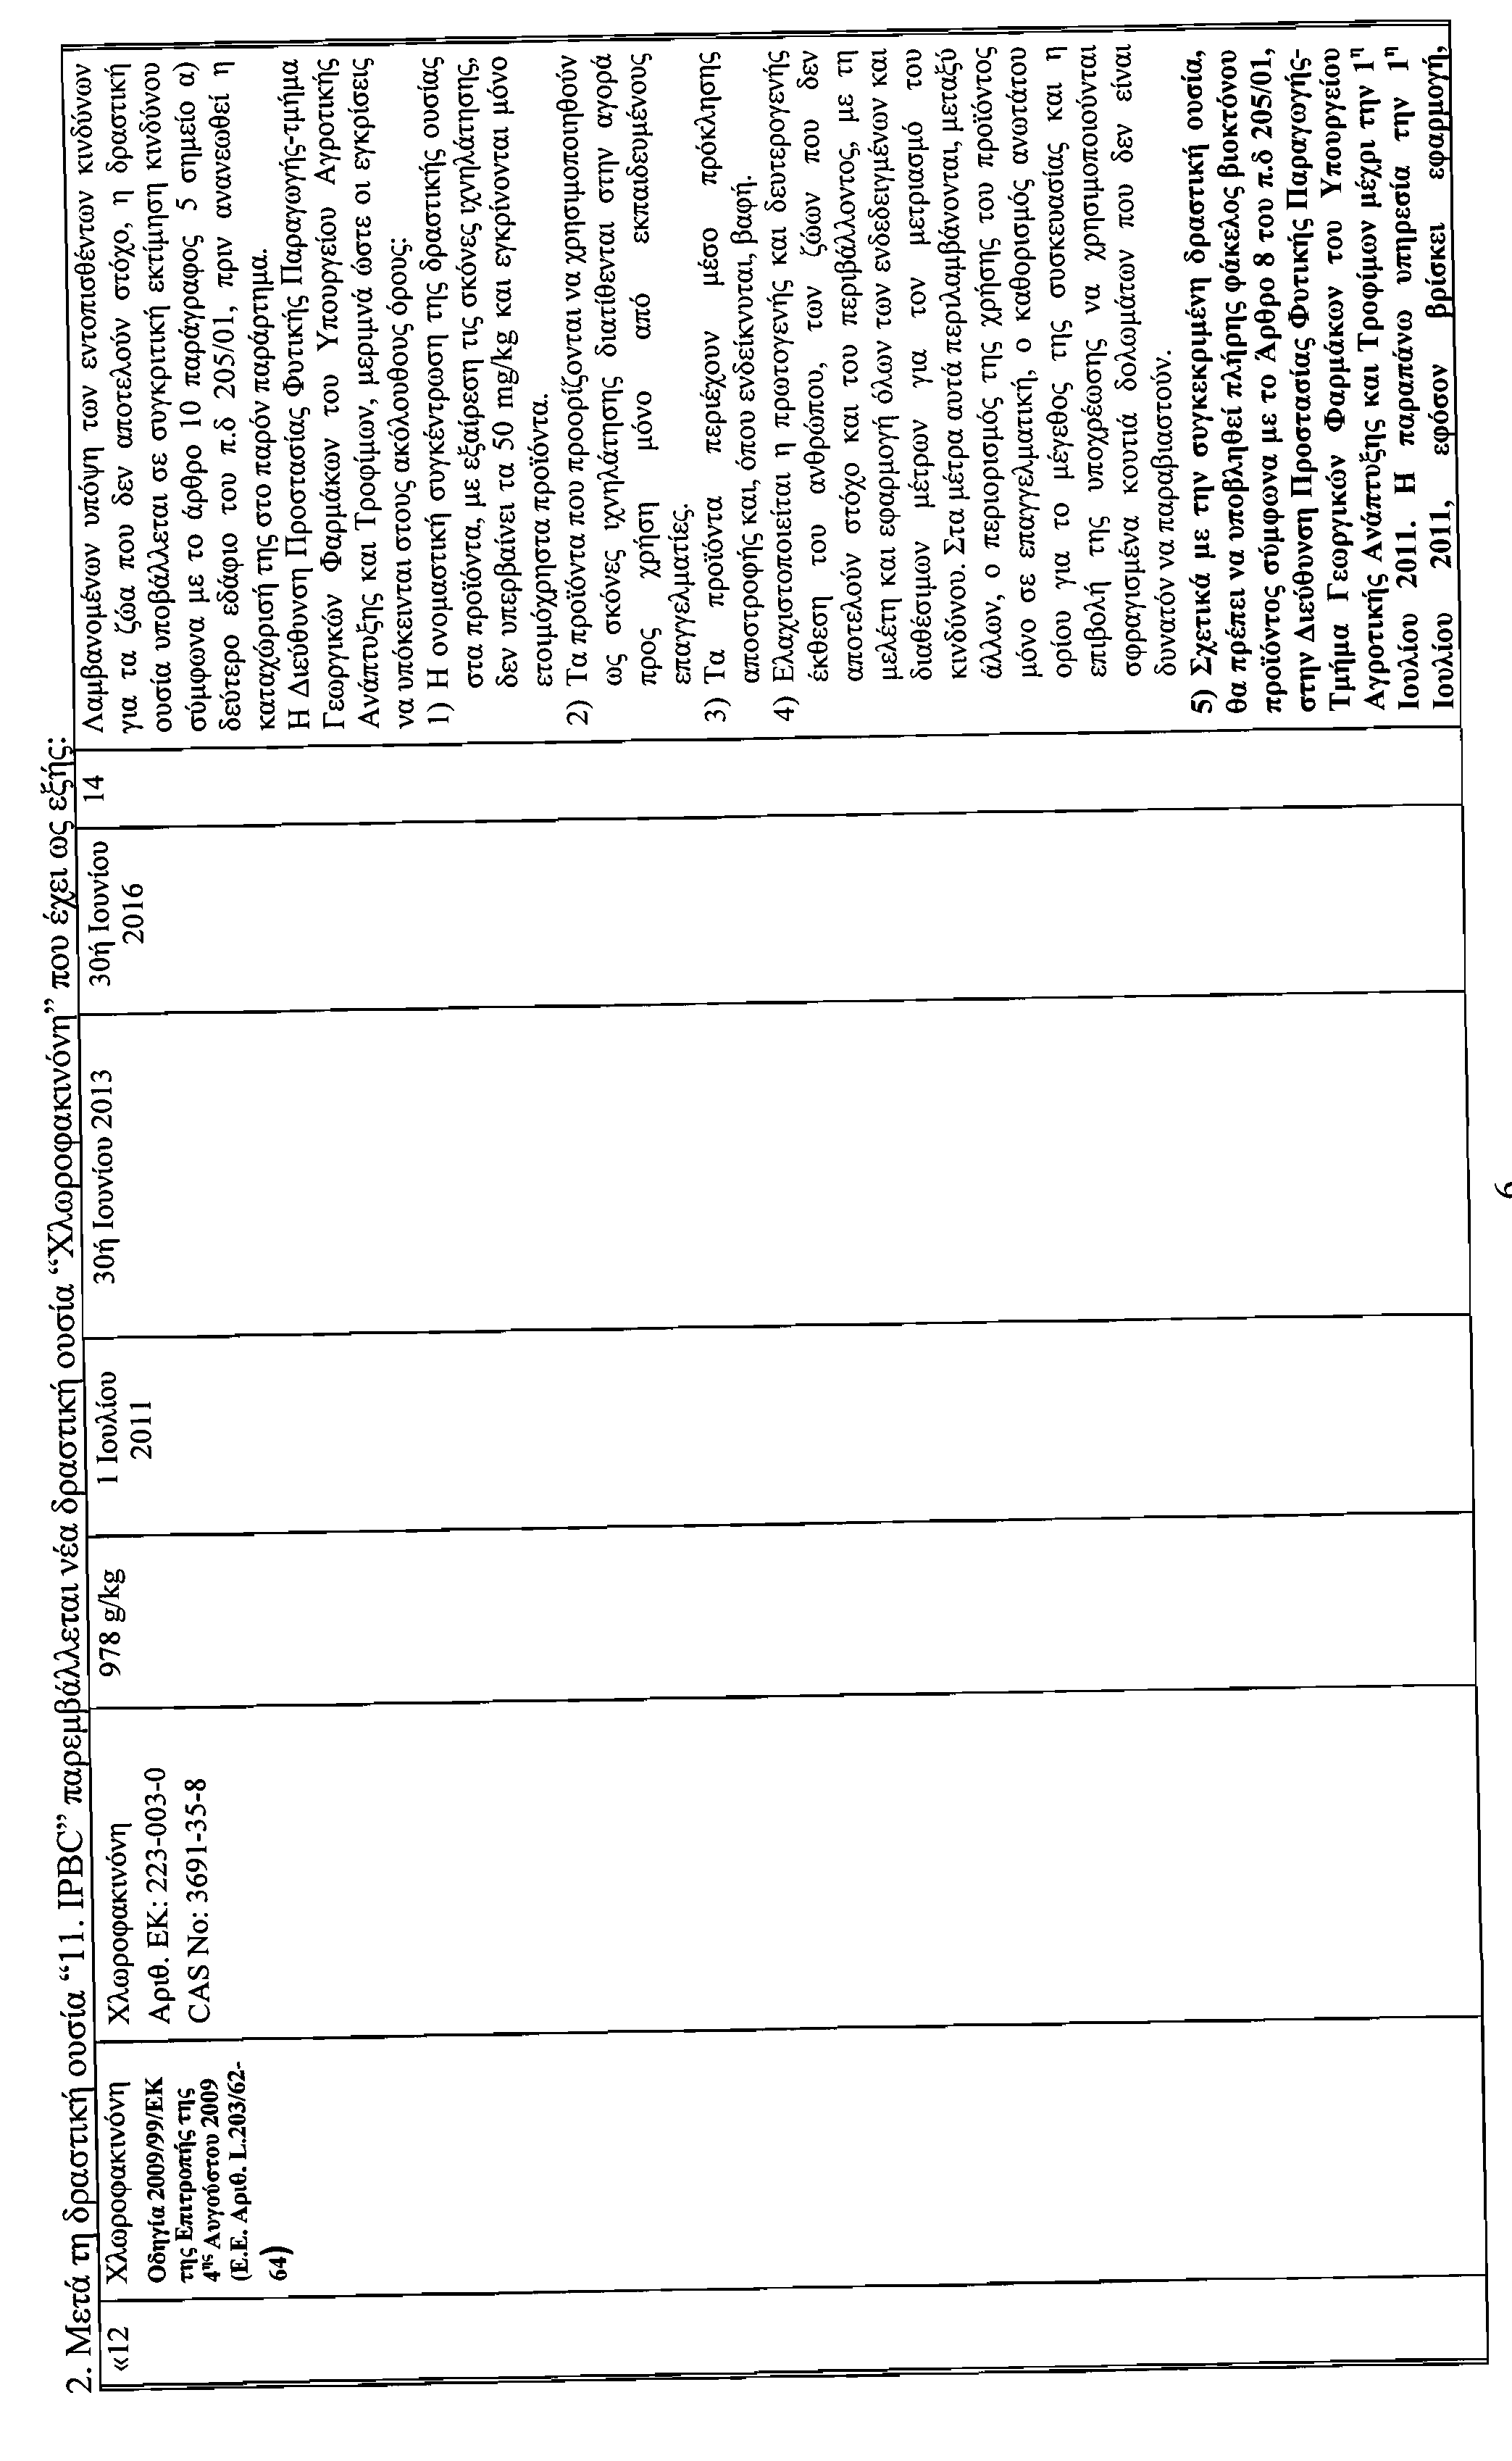 2. Μετά τη δραστική ουσία “11. IPBC” παρεμβάλλεται νέα δραστική ουσία “Χλωροφακινόνη” που έχει ως εξής:
«12
Χλωροφακινόνη
Οδηγία 2009/99/ΕΚ
της Επιτροπής της
4ης Αυγούστου 2009
(Ε.Ε. Αριθ. L.203/62-
64)
Χλωροφακινόνη
Αριθ. ΕΚ: 223-003-0
CAS No: 3691-35-8
978 g/kg
1 Ιουλίου
2011
30ή Ιουνίου 2013
30ή Ιουνίου
2016
14
Λαμβανομένων υπόψη των εντοπισθέντων κινδύνων
για τα ζώα που δεν αποτελούν στόχο, η δραστική
ουσία υποβάλλεται σε συγκριτική εκτίμηση κινδύνου
σύμφωνα με το άρθρο 10 παράγραφος 5 σημείο α)
δεύτερο εδάφιο του π.δ 205/01, πριν ανανεωθεί η
καταχώρισή της στο παρόν παράρτημα.
Η Διεύθυνση Προστασίας Φυτικής Παραγωγής-τμήμα
Γεωργικών Φαρμάκων του Υπουργείου Αγροτικής
Ανάπτυξης και Τροφίμων, μεριμνά ώστε οι εγκρίσεις
να υπόκεινται στους ακόλουθους όρους:
1) Η ονομαστική συγκέντρωση της δραστικής ουσίας
στα προϊόντα, με εξαίρεση τις σκόνες ιχνηλάτησης,
δεν υπερβαίνει τα 50 mg/kg και εγκρίνονται μόνο
ετοιμόχρηστα προϊόντα.
2) Τα προϊόντα που προορίζονται να χρησιμοποιηθούν
ως σκόνες ιχνηλάτησης διατίθενται στην αγορά
προς χρήση μόνο από εκπαιδευμένους
επαγγελματίες.
3) Τα προϊόντα περιέχουν μέσο πρόκλησης
αποστροφής και, όπου ενδείκνυται, βαφή.
4) Ελαχιστοποιείται η πρωτογενής και δευτερογενής
έκθεση του ανθρώπου, των ζώων που δεν
αποτελούν στόχο και του περιβάλλοντος, με τη
μελέτη και εφαρμογή όλων των ενδεδειγμένων και
διαθέσιμων μέτρων για τον μετριασμό του
κινδύνου. Στα μέτρα αυτά περιλαμβάνονται, μεταξύ
άλλων, ο περιορισμός της χρήσης του προϊόντος
μόνο σε επαγγελματική, ο καθορισμός ανωτάτου
ορίου για το μέγεθος της συσκευασίας και η
επιβολή της υποχρέωσης να χρησιμοποιούνται
σφραγισμένα κουτιά δολωμάτων που δεν είναι
δυνατόν να παραβιαστούν.
5) Σχετικά με την συγκεκριμένη δραστική ουσία,
θα πρέπει να υποβληθεί πλήρης φάκελος βιοκτόνου
προϊόντος σύμφωνα με το Άρθρο 8 του π.δ 205/01,
στην Διεύθυνση Προστασίας Φυτικής Παραγωγής-
Τμήμα Γεωργικών Φαρμάκων του Υπουργείου
Αγροτικής Ανάπτυξης και Τροφίμων μέχρι την 1η
Ιουλίου 2011. Η παραπάνω υπηρεσία την 1η
Ιουλίου 2011, εφόσον βρίσκει εφαρμογή,